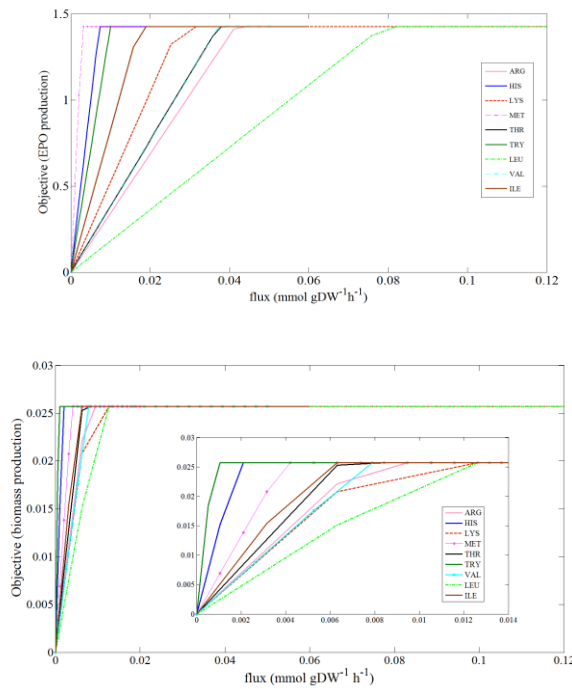 1.5
1
0.5
0
Objective (EPO production)
0 0.02 0.04 0.06 0.08 0.1 0.12
flux (mmol gDW⁻¹h⁻¹)
ARG
HIS
LYS
MET
THR
TRY
LEU
VAL
ILE
0.03
0.025
0.02
0.015
0.01
0.005
0
Objective (biomass production)
0.03
0.025
0.020
0.015
0.010
0.005
0
0.002 0.004 0.006 0.008 0.01 0.012 0.014
ARG
HIS
LYS
MET
THR
TRY
VAL
LEU
ILE
0 0.02 0.04 0.06 0.08 0.1 0.12
flux (mmol gDW⁻¹ h⁻¹)